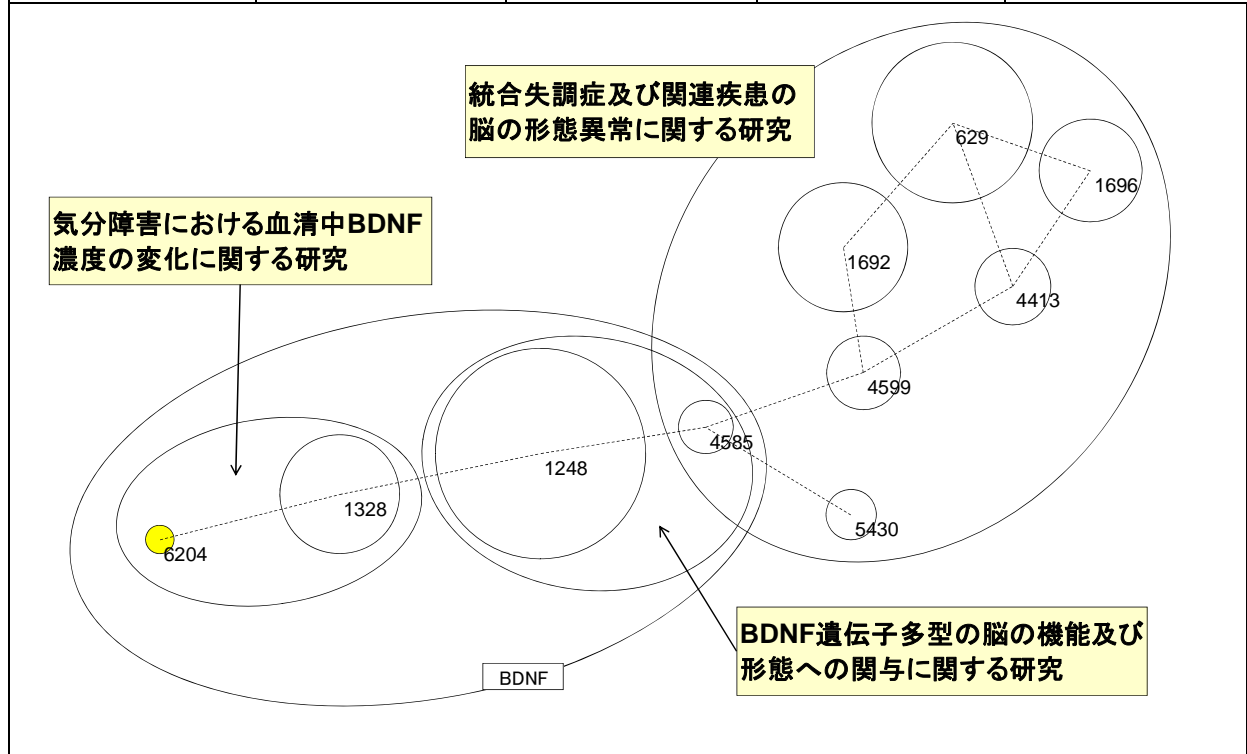 統合失調症及び関連疾患の
脳の形態異常に関する研究
629
1696
気分障害における血清中BDNF
濃度の変化に関する研究
1692
4413
4599
4585
1248
1328
5430
6204
BDNF遺伝子多型の脳の機能及び
形態への関与に関する研究
BDNF